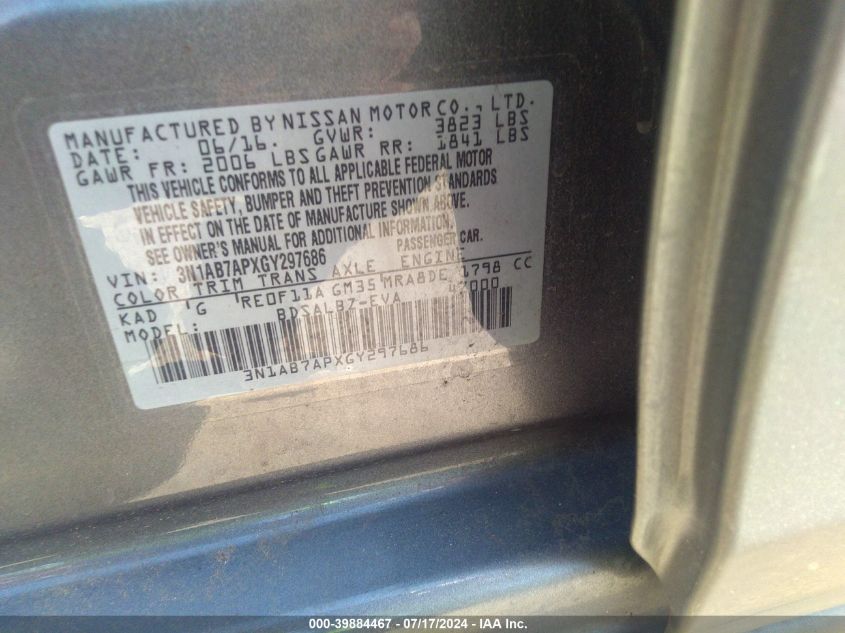 MANUFACTURED BY NISSAN MOTOR CO., LTD.
DATE: 06/16. GVWR: 3823 LBS
GAWR FR: 2006 LBS GAWR RR: 1841 LBS
THIS VEHICLE CONFORMS TO ALL APPLICABLE FEDERAL MOTOR
VEHICLE SAFETY, BUMPER AND THEFT PREVENTION STANDARDS
IN EFFECT ON THE DATE OF MANUFACTURE SHOWN ABOVE.
SEE OWNER'S MANUAL FOR ADDITIONAL INFORMATION.
VIN: 3N1AB7APXGY297686 PASSENGER CAR.
COLOR TRIM TRANS AXLE ENGINE
KAD G RE0F11A GM35 MRA8DE 1798 CC
MODEL: BDSALBZ-EVA
3N1AB7APXGY297686
000-39884467 - 07/17/2024 - IAA Inc.